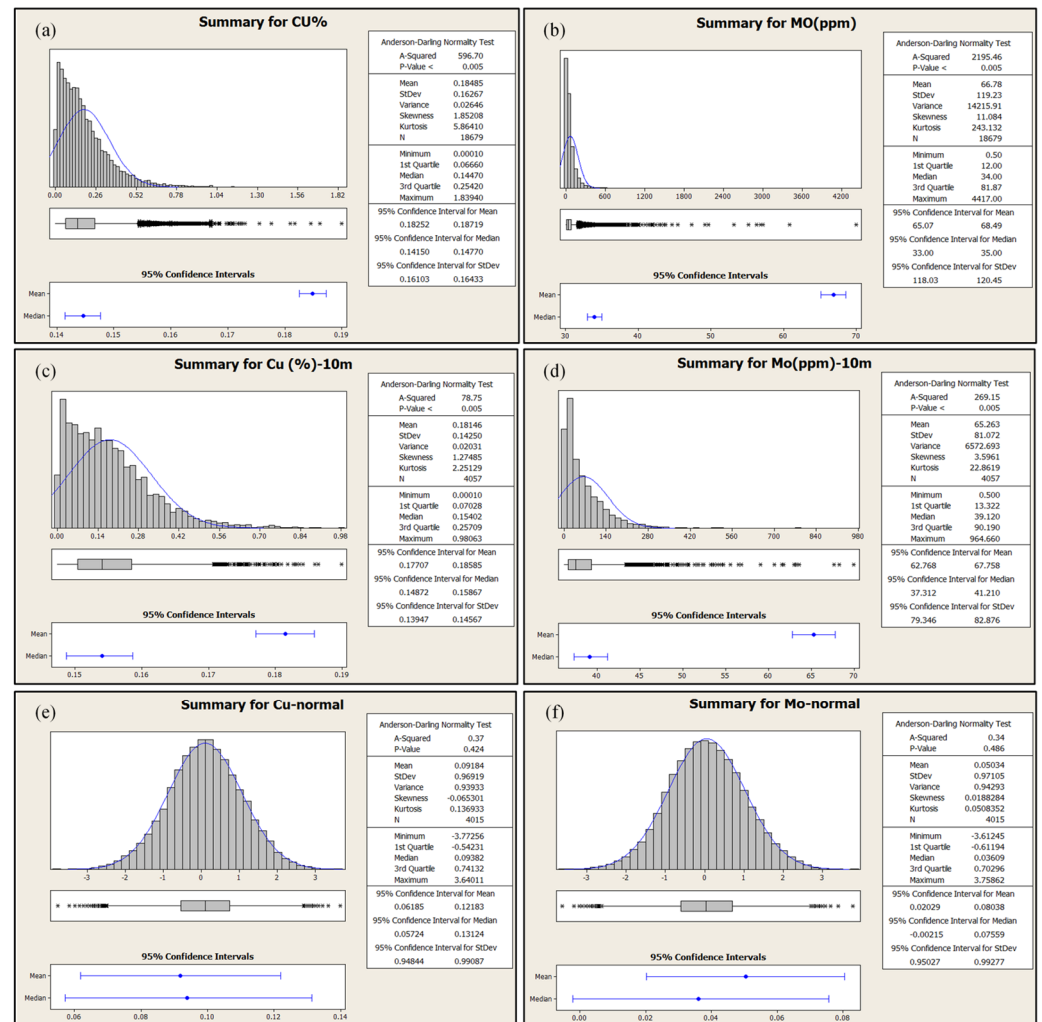 (a)
Summary for CU%
0.00 0.26 0.52 0.78 1.04 1.30 1.56 1.82
95% Confidence Intervals
Mean
Median
0.14 0.15 0.16 0.17 0.18 0.19
Anderson-Darling Normality Test
A-Squared 596.70
P-Value < 0.005
Mean 0.18485
StDev 0.16267
Variance 0.02646
Skewness 1.85208
Kurtosis 5.86410
N 18679
Minimum 0.00010
1st Quartile 0.06660
Median 0.14470
3rd Quartile 0.25420
Maximum 1.83940
95% Confidence Interval for Mean
0.18252 0.18719
95% Confidence Interval for Median
0.14150 0.14770
95% Confidence Interval for StDev
0.16103 0.16433
(b)
Summary for MO(ppm)
0 600 1200 1800 2400 3000 3600 4200
95% Confidence Intervals
Mean
Median
30 40 50 60 70
Anderson-Darling Normality Test
A-Squared 2195.46
P-Value < 0.005
Mean 66.78
StDev 119.23
Variance 14215.91
Skewness 11.084
Kurtosis 243.132
N 18679
Minimum 0.50
1st Quartile 12.00
Median 34.00
3rd Quartile 81.87
Maximum 4417.00
95% Confidence Interval for Mean
65.07 68.49
95% Confidence Interval for Median
33.00 35.00
95% Confidence Interval for StDev
118.03 120.45
(c)
Summary for Cu (%)-10m
0.00 0.14 0.28 0.42 0.56 0.70 0.84 0.98
95% Confidence Intervals
Mean
Median
0.15 0.16 0.17 0.18 0.19
Anderson-Darling Normality Test
A-Squared 78.75
P-Value < 0.005
Mean 0.18146
StDev 0.14250
Variance 0.02031
Skewness 1.27485
Kurtosis 2.25129
N 4057
Minimum 0.00010
1st Quartile 0.07028
Median 0.15402
3rd Quartile 0.25709
Maximum 0.98063
95% Confidence Interval for Mean
0.17707 0.18585
95% Confidence Interval for Median
0.14872 0.15867
95% Confidence Interval for StDev
0.13947 0.14567
(d)
Summary for Mo(ppm)-10m
0 140 280 420 560 700 840 980
95% Confidence Intervals
Mean
Median
40 45 50 55 60 65 70
Anderson-Darling Normality Test
A-Squared 269.15
P-Value < 0.005
Mean 65.263
StDev 81.072
Variance 6572.693
Skewness 3.5961
Kurtosis 22.8619
N 4057
Minimum 0.500
1st Quartile 13.322
Median 39.120
3rd Quartile 90.190
Maximum 964.660
95% Confidence Interval for Mean
62.768 67.758
95% Confidence Interval for Median
37.312 41.210
95% Confidence Interval for StDev
79.346 82.876
(e)
Summary for Cu-normal
-3 -2 -1 0 1 2 3
95% Confidence Intervals
Mean
Median
0.06 0.08 0.10 0.12 0.14
Anderson-Darling Normality Test
A-Squared 0.37
P-Value 0.424
Mean 0.09184
StDev 0.96919
Variance 0.93933
Skewness -0.065301
Kurtosis 0.136933
N 4015
Minimum -3.77256
1st Quartile -0.54231
Median 0.09382
3rd Quartile 0.74132
Maximum 3.64011
95% Confidence Interval for Mean
0.06185 0.12183
95% Confidence Interval for Median
0.05724 0.13124
95% Confidence Interval for StDev
0.94844 0.99087
(f)
Summary for Mo-normal
-3 -2 -1 0 1 2 3
95% Confidence Intervals
Mean
Median
0.00 0.02 0.04 0.06 0.08
Anderson-Darling Normality Test
A-Squared 0.34
P-Value 0.486
Mean 0.05034
StDev 0.97105
Variance 0.94293
Skewness 0.0188284
Kurtosis 0.0508352
N 4015
Minimum -3.61245
1st Quartile -0.61194
Median 0.03609
3rd Quartile 0.70296
Maximum 3.75862
95% Confidence Interval for Mean
0.02029 0.08038
95% Confidence Interval for Median
-0.00215 0.07559
95% Confidence Interval for StDev
0.95027 0.99277